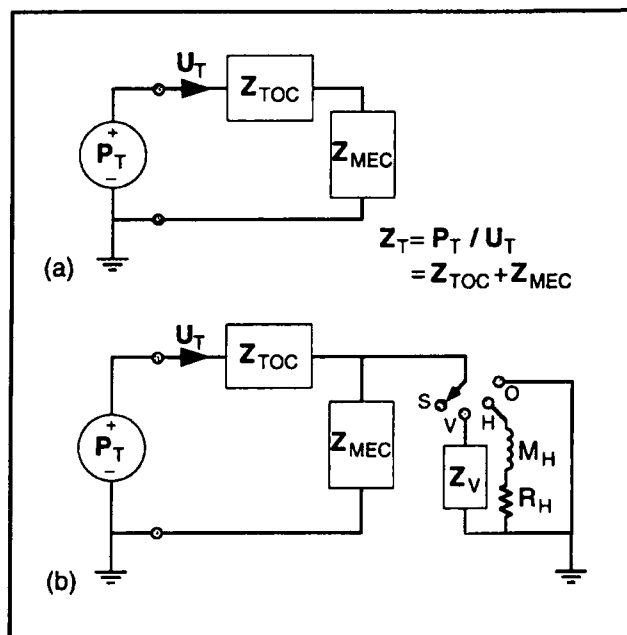 U_T
Z_TOC
+
P_T
−
Z_MEC
Z_T = P_T / U_T
= Z_TOC + Z_MEC
(a)
U_T
Z_TOC
+
P_T
−
Z_MEC
S
V
H
O
Z_V
M_H
R_H
(b)